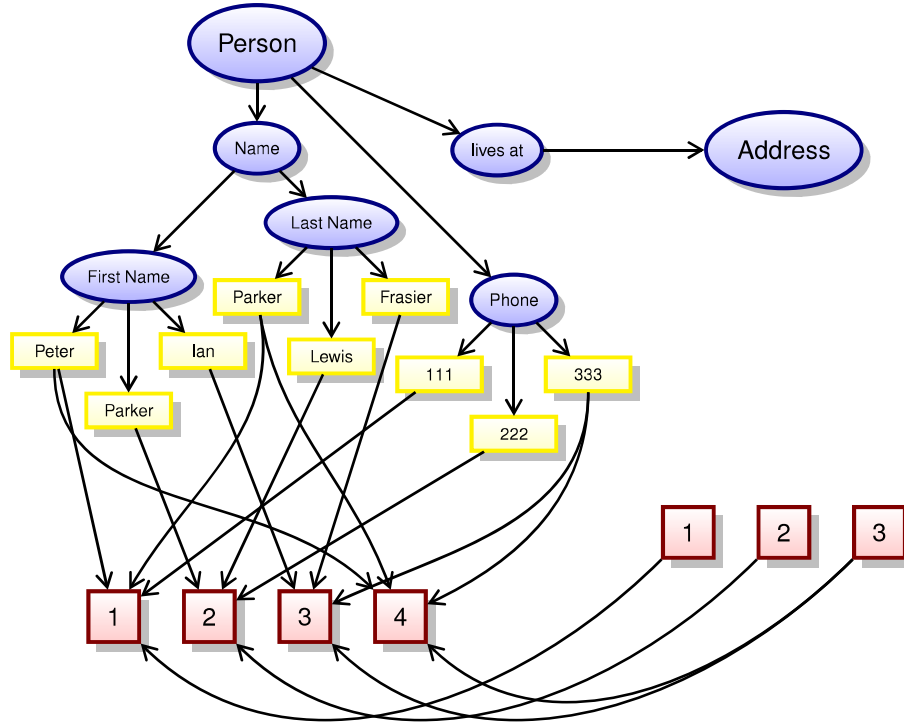 Person
Name
lives at
Address
Last Name
First Name
Parker
Frasier
Phone
Peter
Ian
Lewis
111
333
Parker
222
1
2
3
1
2
3
4